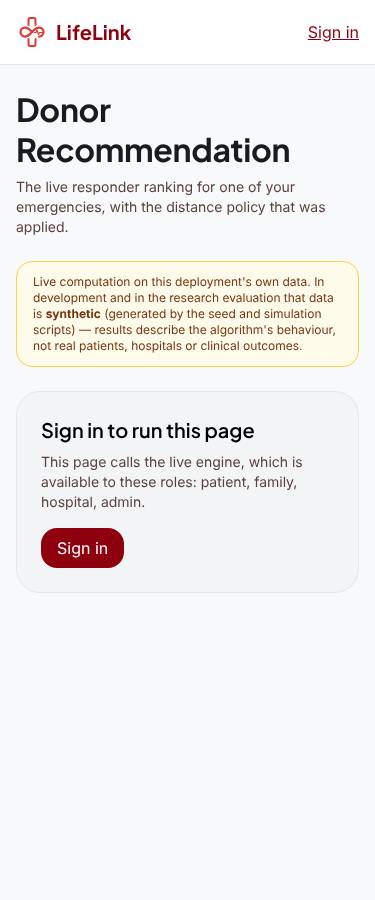 LifeLink
Sign in
Donor
Recommendation
The live responder ranking for one of your
emergencies, with the distance policy that was
applied.
Live computation on this deployment's own data. In
development and in the research evaluation that data
is synthetic (generated by the seed and simulation
scripts) — results describe the algorithm's behaviour,
not real patients, hospitals or clinical outcomes.
Sign in to run this page
This page calls the live engine, which is
available to these roles: patient, family,
hospital, admin.
Sign in